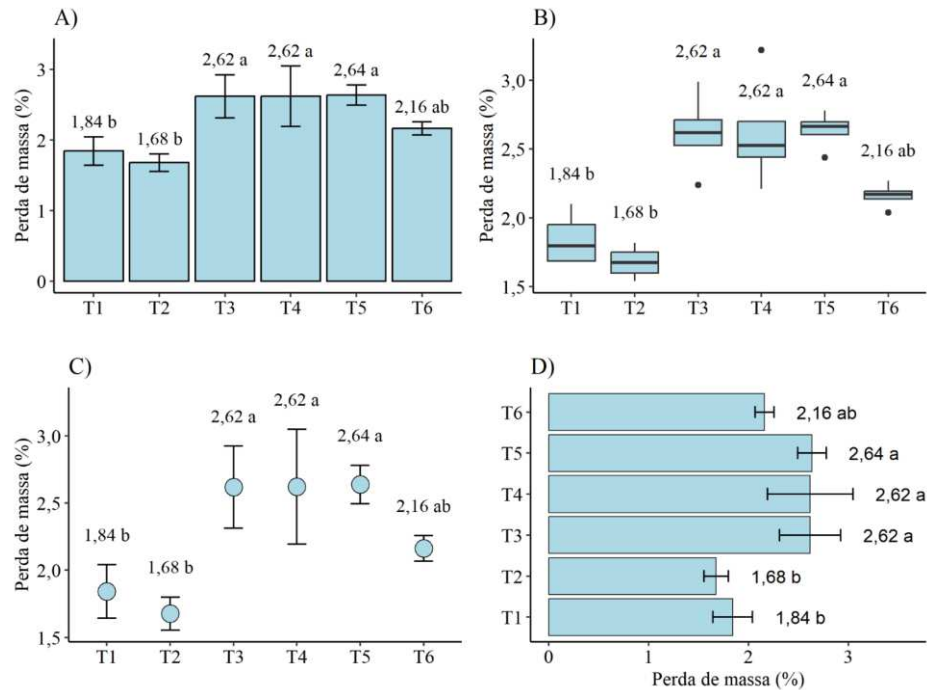 A)
Perda de massa (%)
3
2
1
0
1,84 b
1,68 b
2,62 a
2,62 a
2,64 a
2,16 ab
T1 T2 T3 T4 T5 T6
B)
Perda de massa (%)
3,0
2,5
2,0
1,5
1,84 b
1,68 b
2,62 a
2,62 a
2,64 a
2,16 ab
T1 T2 T3 T4 T5 T6
C)
Perda de massa (%)
3,0
2,5
2,0
1,5
1,84 b
1,68 b
2,62 a
2,62 a
2,64 a
2,16 ab
T1 T2 T3 T4 T5 T6
D)
T6 2,16 ab
T5 2,64 a
T4 2,62 a
T3 2,62 a
T2 1,68 b
T1 1,84 b
0 1 2 3
Perda de massa (%)